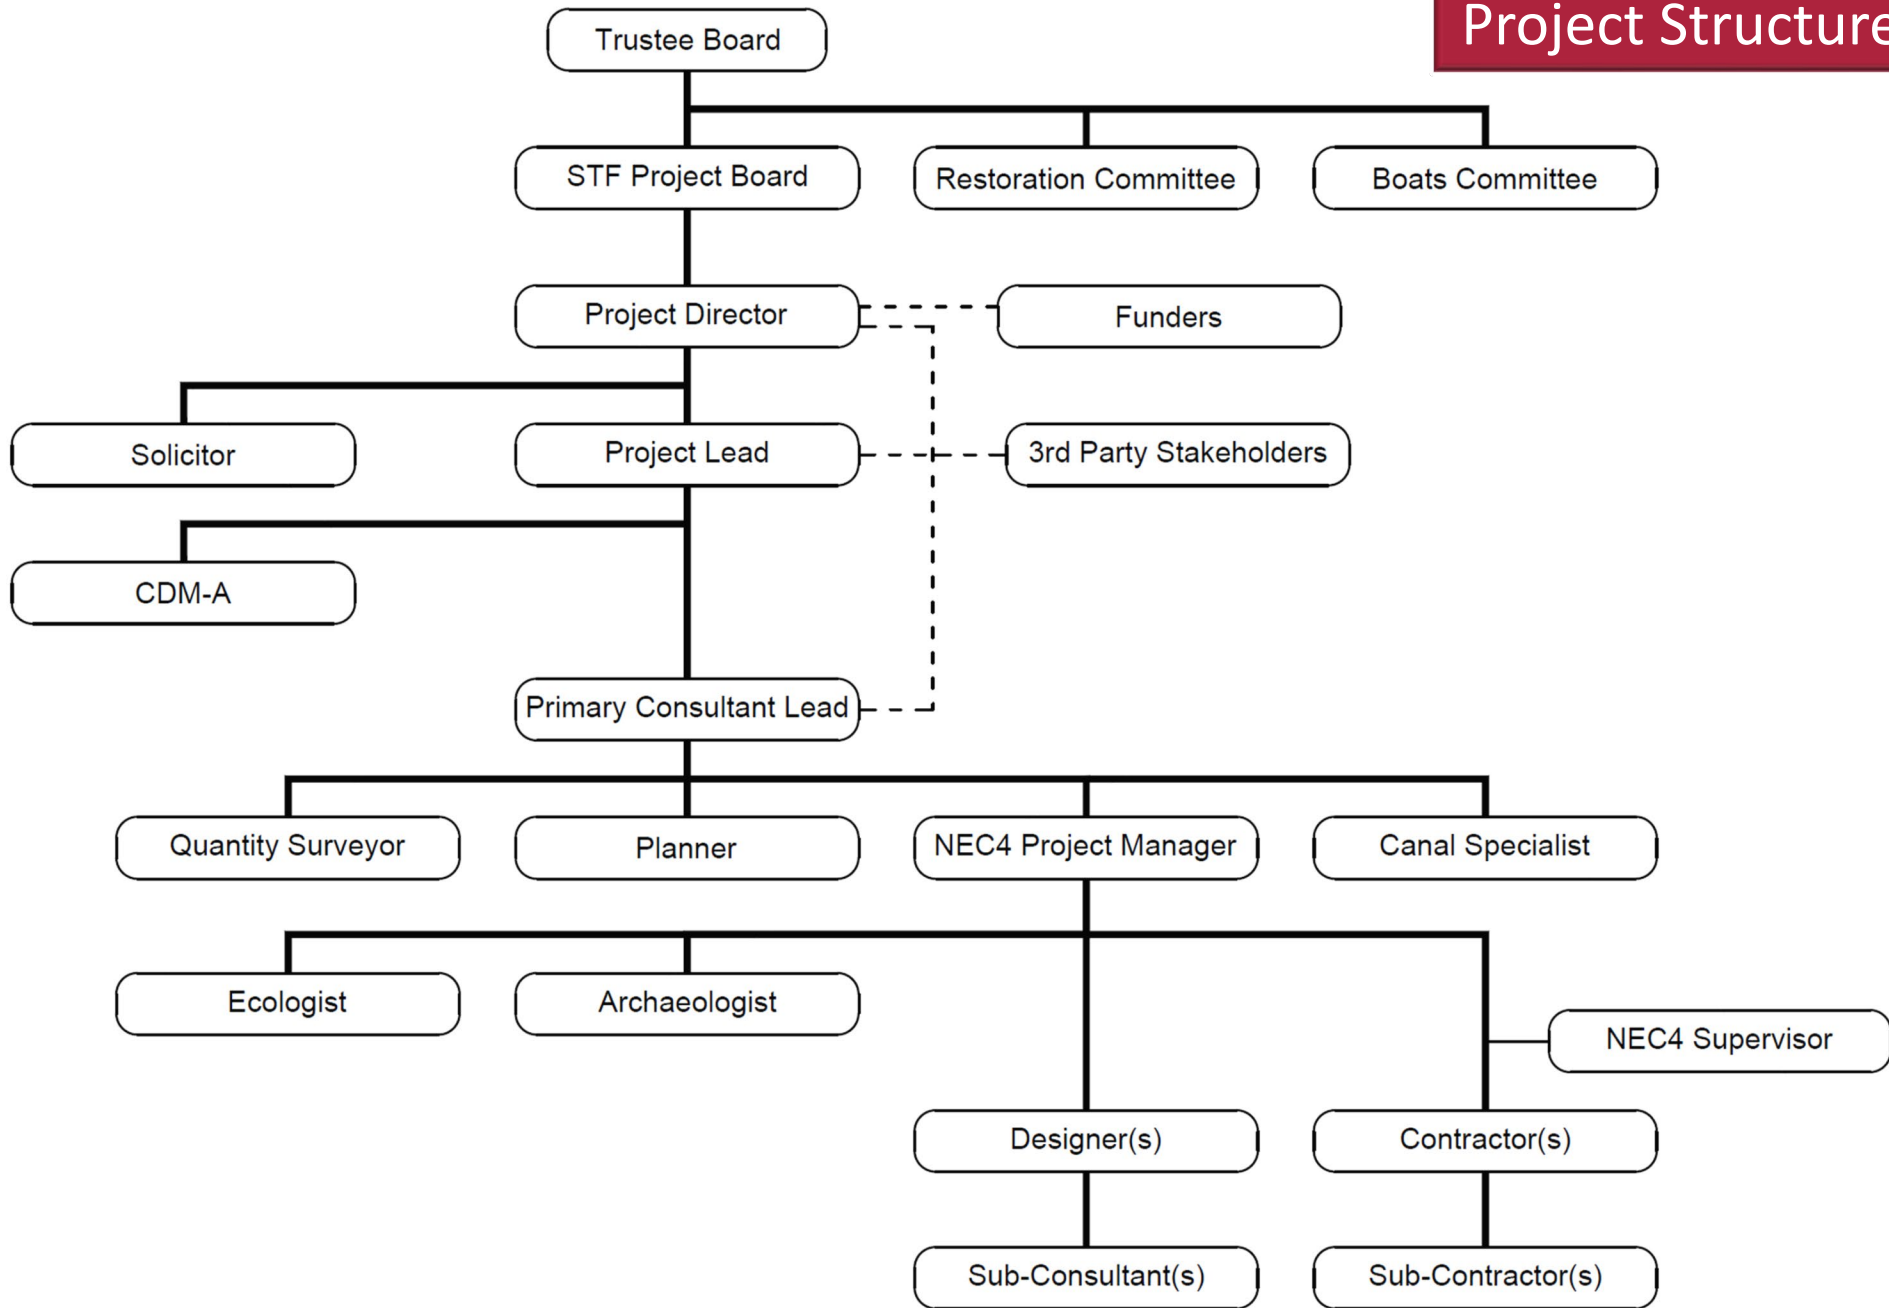 Project Structure
Trustee Board
STF Project Board
Restoration Committee
Boats Committee
Project Director
Funders
Solicitor
Project Lead
3rd Party Stakeholders
CDM-A
Primary Consultant Lead
Quantity Surveyor
Planner
NEC4 Project Manager
Canal Specialist
Ecologist
Archaeologist
NEC4 Supervisor
Designer(s)
Contractor(s)
Sub-Consultant(s)
Sub-Contractor(s)